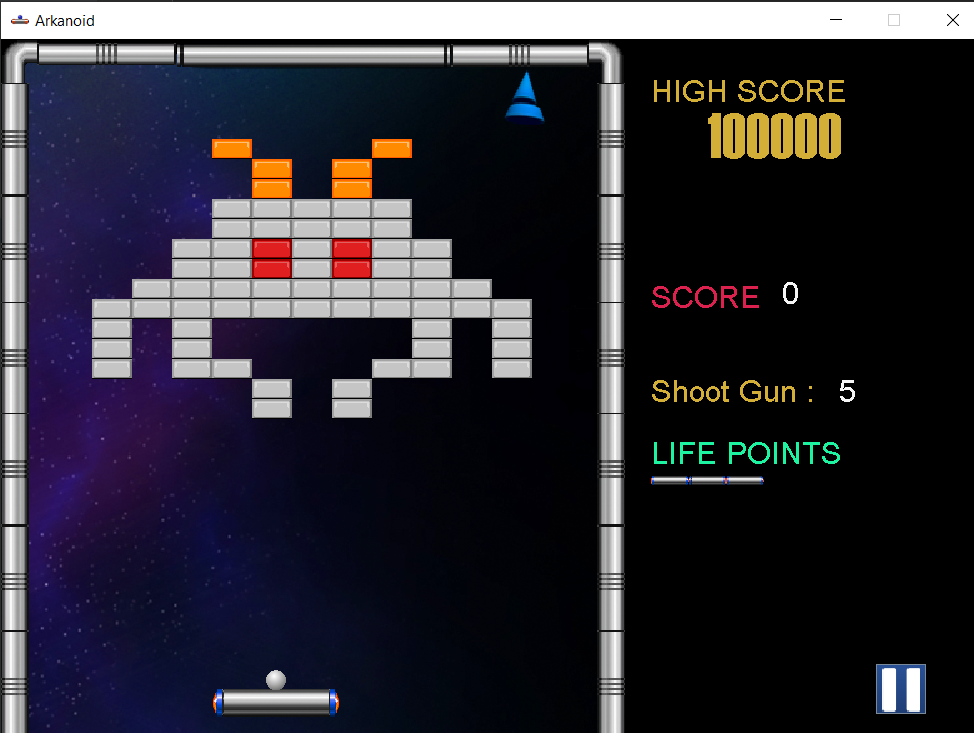 Arkanoid
HIGH SCORE
100000
SCORE 0
Shoot Gun : 5
LIFE POINTS